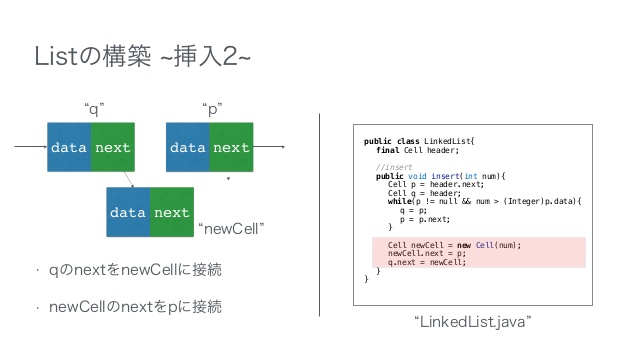 Listの構築 ~挿入2~
“q”
“p”
data next
data next
data next
“newCell”
・ qのnextをnewCellに接続
・ newCellのnextをpに接続
public class LinkedList{
final Cell header;
//insert
public void insert(int num){
Cell p = header.next;
Cell q = header;
while(p != null && num > (Integer)p.data){
q = p;
p = p.next;
}
Cell newCell = new Cell(num);
newCell.next = p;
q.next = newCell;
}
}
“LinkedList.java”